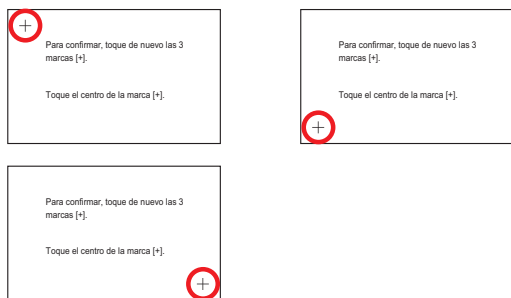 Para confirmar, toque de nuevo las 3
marcas [+].
Toque el centro de la marca [+].
Para confirmar, toque de nuevo las 3
marcas [+].
Toque el centro de la marca [+].
Para confirmar, toque de nuevo las 3
marcas [+].
Toque el centro de la marca [+].